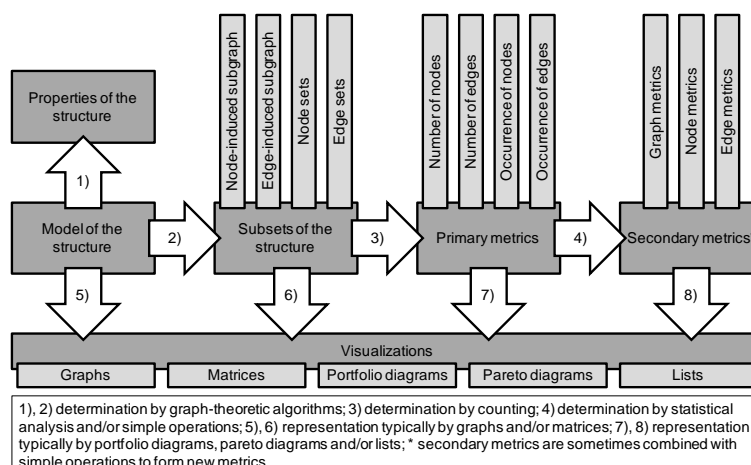 Node-induced subgraph
Edge-induced subgraph
Node sets
Edge sets
Number of nodes
Number of edges
Occurrence of nodes
Occurrence of edges
Graph metrics
Node metrics
Edge metrics
Properties of the
structure
1)
Model of the
structure
2)
Subsets of the
structure
3)
Primary metrics
4)
Secondary metrics*
5)
6)
7)
8)
Visualizations
Graphs
Matrices
Portfolio diagrams
Pareto diagrams
Lists
1), 2) determination by graph-theoretic algorithms; 3) determination by counting; 4) determination by statistical
analysis and/or simple operations; 5), 6) representation typically by graphs and/or matrices; 7), 8) representation
typically by portfolio diagrams, pareto diagrams and/or lists; * secondary metrics are sometimes combined with
simple operations to form new metrics